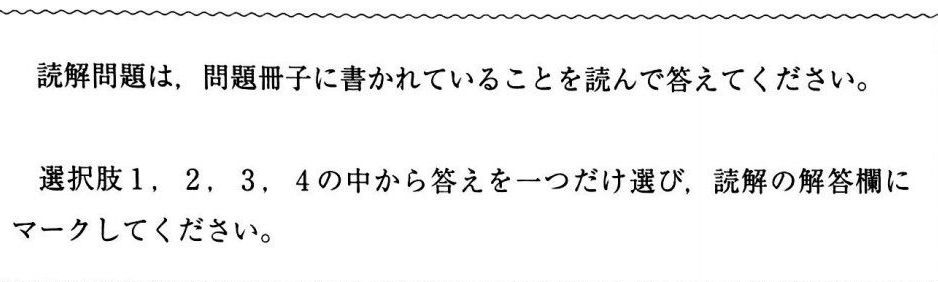 読解問題は，問題冊子に書かれていることを読んで答えてください。
選択肢１，２，３，４の中から答えを一つだけ選び，読解の解答欄に
マークしてください。